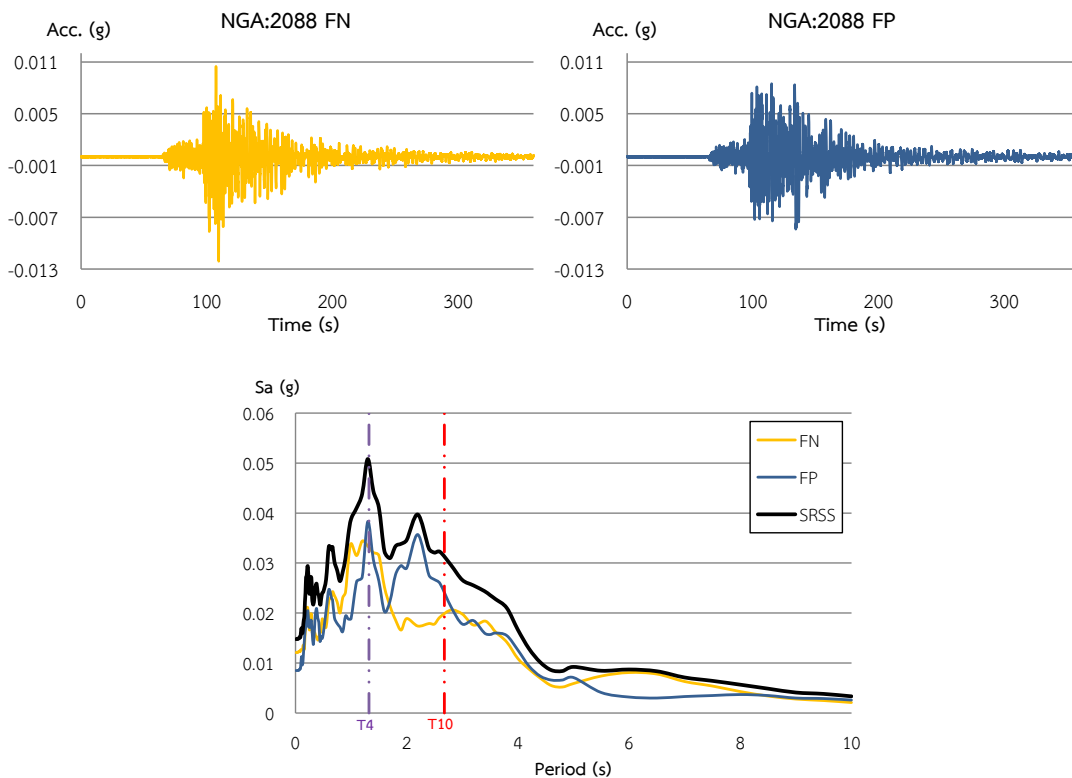 NGA:2088 FN
Acc. (g)
0.011
0.005
-0.001
-0.007
-0.013
0 100 200 300
Time (s)
NGA:2088 FP
Acc. (g)
0.011
0.005
-0.001
-0.007
-0.013
0 100 200 300
Time (s)
Sa (g)
0.06
0.05
0.04
0.03
0.02
0.01
0
FN
FP
SRSS
T4 T10
0 2 4 6 8 10
Period (s)